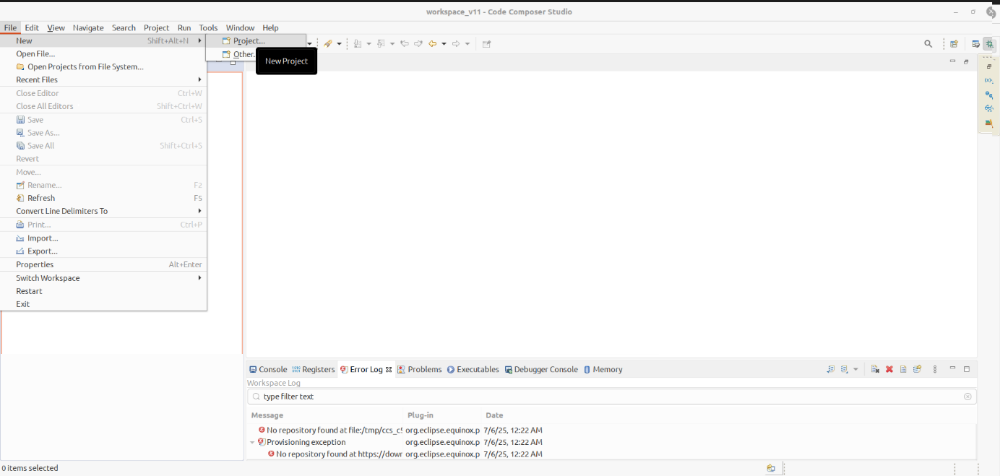 workspace_v11 - Code Composer Studio
File Edit View Navigate Search Project Run Tools Window Help
New Shift+Alt+N
Project...
Open File...
Other.
New Project
Open Projects from File System...
Recent Files
Close Editor Ctrl+W
Close All Editors Shift+Ctrl+W
Save Ctrl+S
Save As...
Save All Shift+Ctrl+S
Revert
Move...
Rename... F2
Refresh F5
Convert Line Delimiters To
Print... Ctrl+P
Import...
Export...
Properties Alt+Enter
Switch Workspace
Restart
Exit
Console Registers Error Log Problems Executables Debugger Console Memory
Workspace Log
type filter text
Message Plug-in Date
No repository found at file:/tmp/ccs_c org.eclipse.equinox.p 7/6/25, 12:22 AM
Provisioning exception org.eclipse.equinox.p 7/6/25, 12:22 AM
No repository found at https://dow org.eclipse.equinox.p 7/6/25, 12:22 AM
0 items selected